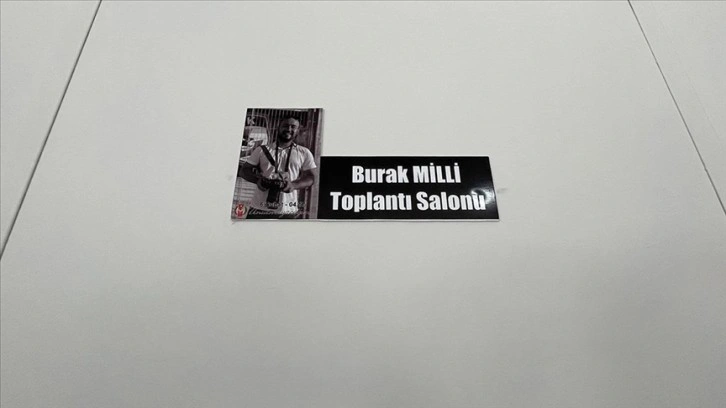 Burak MİLLİ
Toplantı Salonu